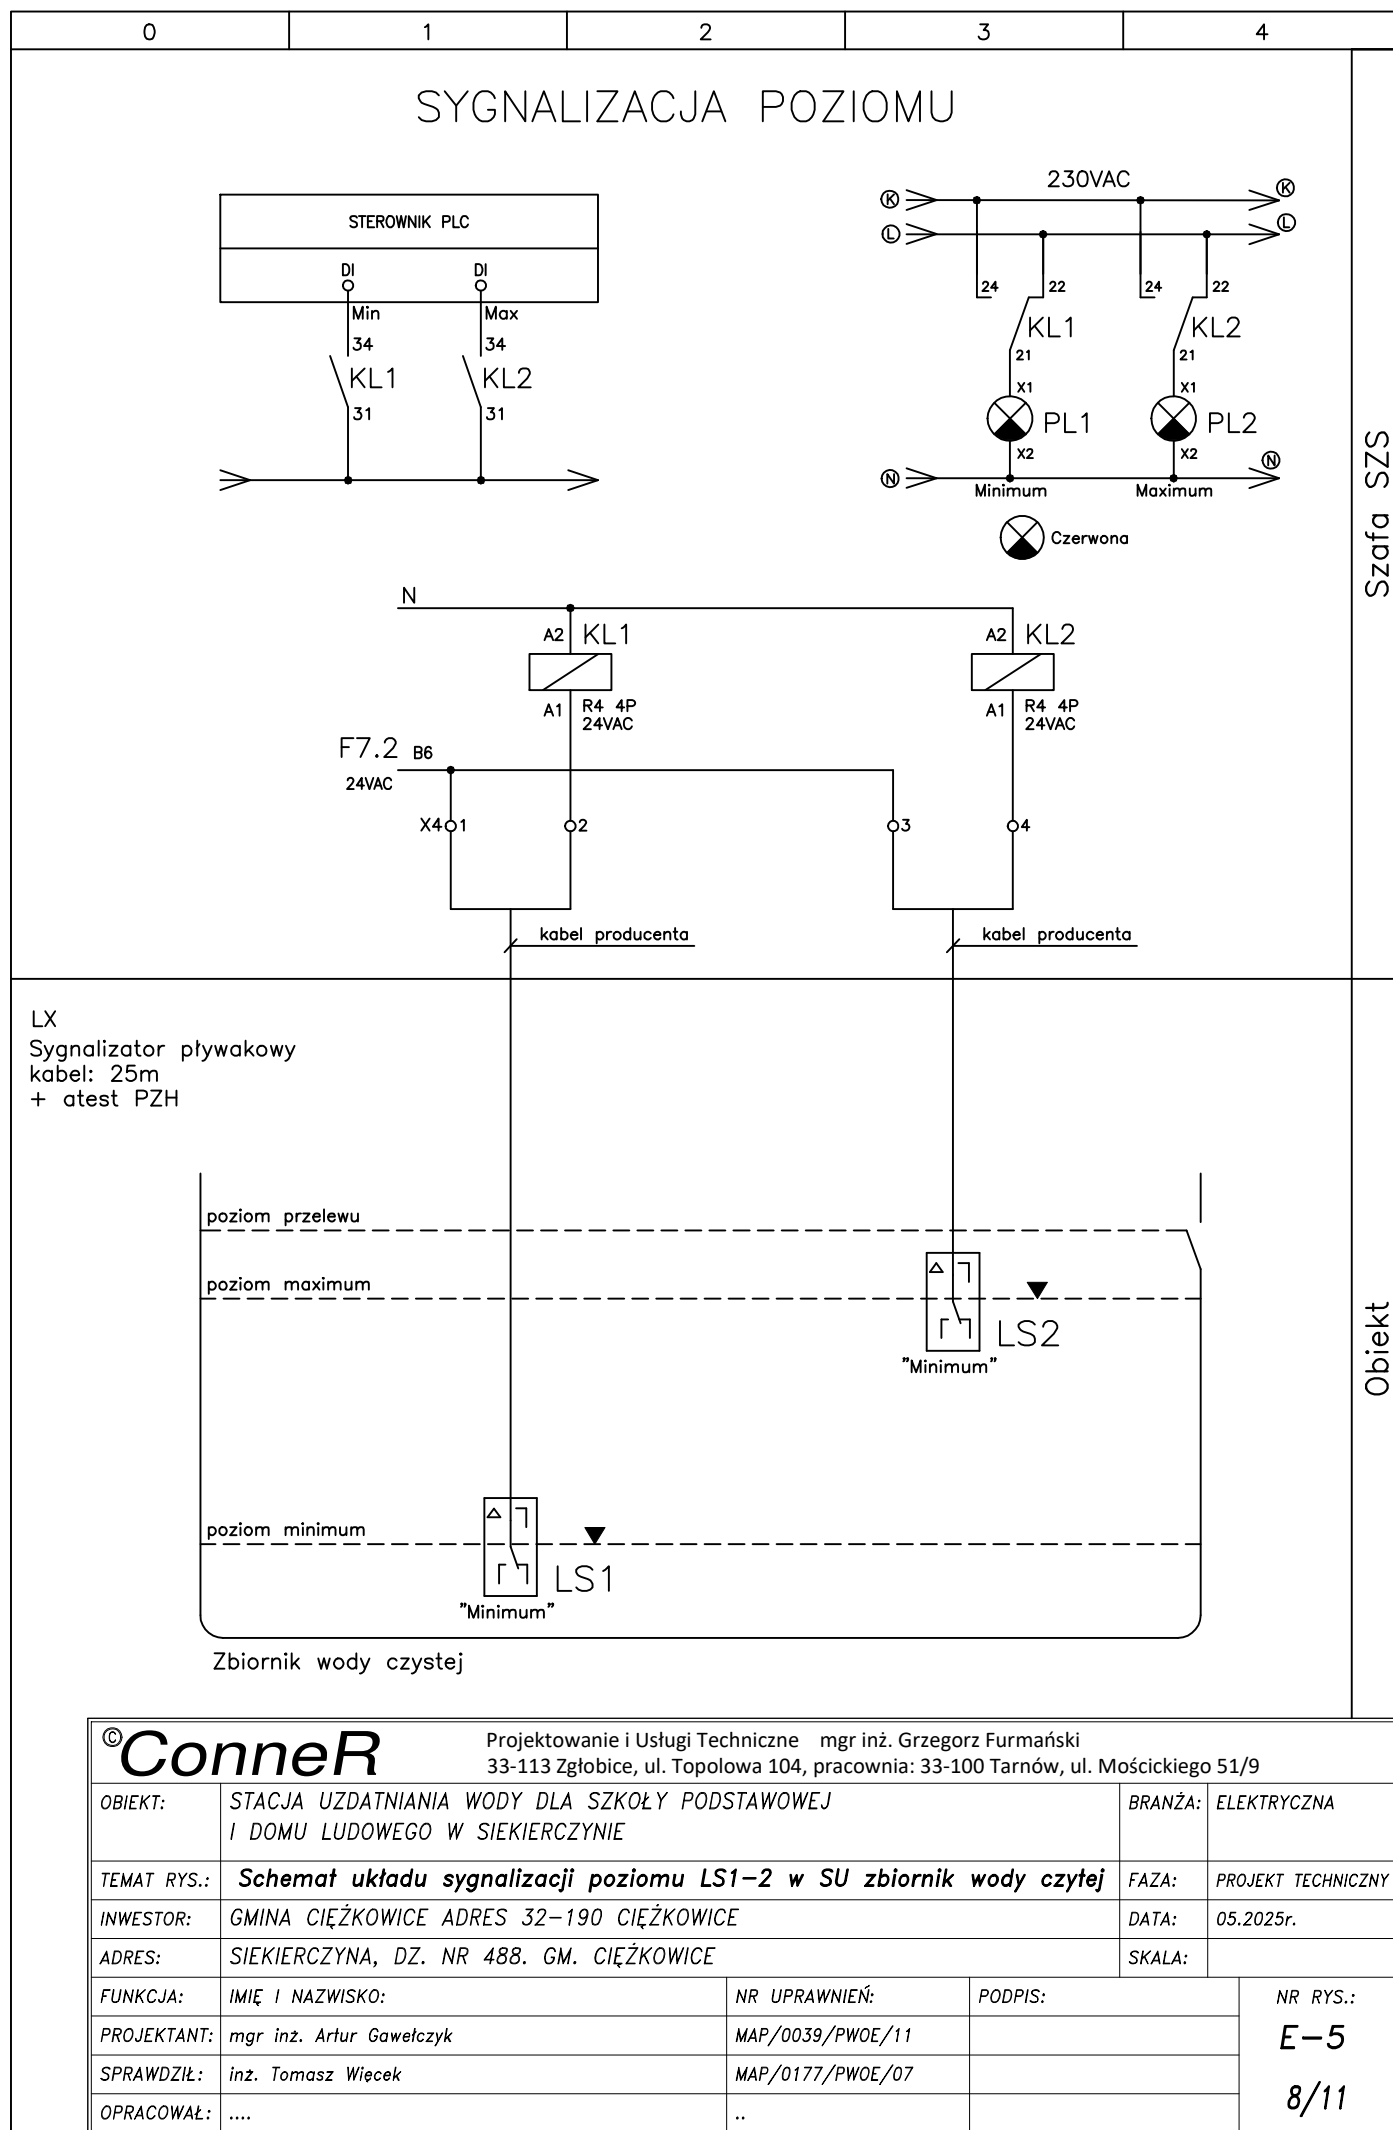 0 1 2 3 4
SYGNALIZACJA POZIOMU
STEROWNIK PLC
DI DI
Min Max
34 34
KL1 KL2
31 31
230VAC
K K
L L
24 22 24 22
KL1 KL2
21 21
X1 X1
PL1 PL2
X2 X2
N N
Minimum Maximum
Czerwona
Szafa SZS
N
A2 KL1 A2 KL2
A1 R4 4P A1 R4 4P
24VAC 24VAC
F7.2 B6
24VAC
X4 1 2 3 4
kabel producenta kabel producenta
LX
Sygnalizator pływakowy
kabel: 25m
+ atest PZH
poziom przelewu
poziom maximum
LS2
"Minimum"
Obiekt
poziom minimum
LS1
"Minimum"
Zbiornik wody czystej
©ConneR
Projektowanie i Usługi Techniczne mgr inż. Grzegorz Furmański
33-113 Zgłobice, ul. Topolowa 104, pracownia: 33-100 Tarnów, ul. Mościckiego 51/9
OBIEKT: STACJA UZDATNIANIA WODY DLA SZKOŁY PODSTAWOWEJ BRANŻA: ELEKTRYCZNA
I DOMU LUDOWEGO W SIEKIERCZYNIE
TEMAT RYS.: Schemat układu sygnalizacji poziomu LS1-2 w SU zbiornik wody czytej FAZA: PROJEKT TECHNICZNY
INWESTOR: GMINA CIĘŻKOWICE ADRES 32-190 CIĘŻKOWICE DATA: 05.2025r.
ADRES: SIEKIERCZYNA, DZ. NR 488. GM. CIĘŻKOWICE SKALA:
FUNKCJA: IMIĘ I NAZWISKO: NR UPRAWNIEŃ: PODPIS: NR RYS.:
PROJEKTANT: mgr inż. Artur Gawełczyk MAP/0039/PWOE/11 E-5
SPRAWDZIŁ: inż. Tomasz Więcek MAP/0177/PWOE/07
8/11
OPRACOWAŁ: .... ..